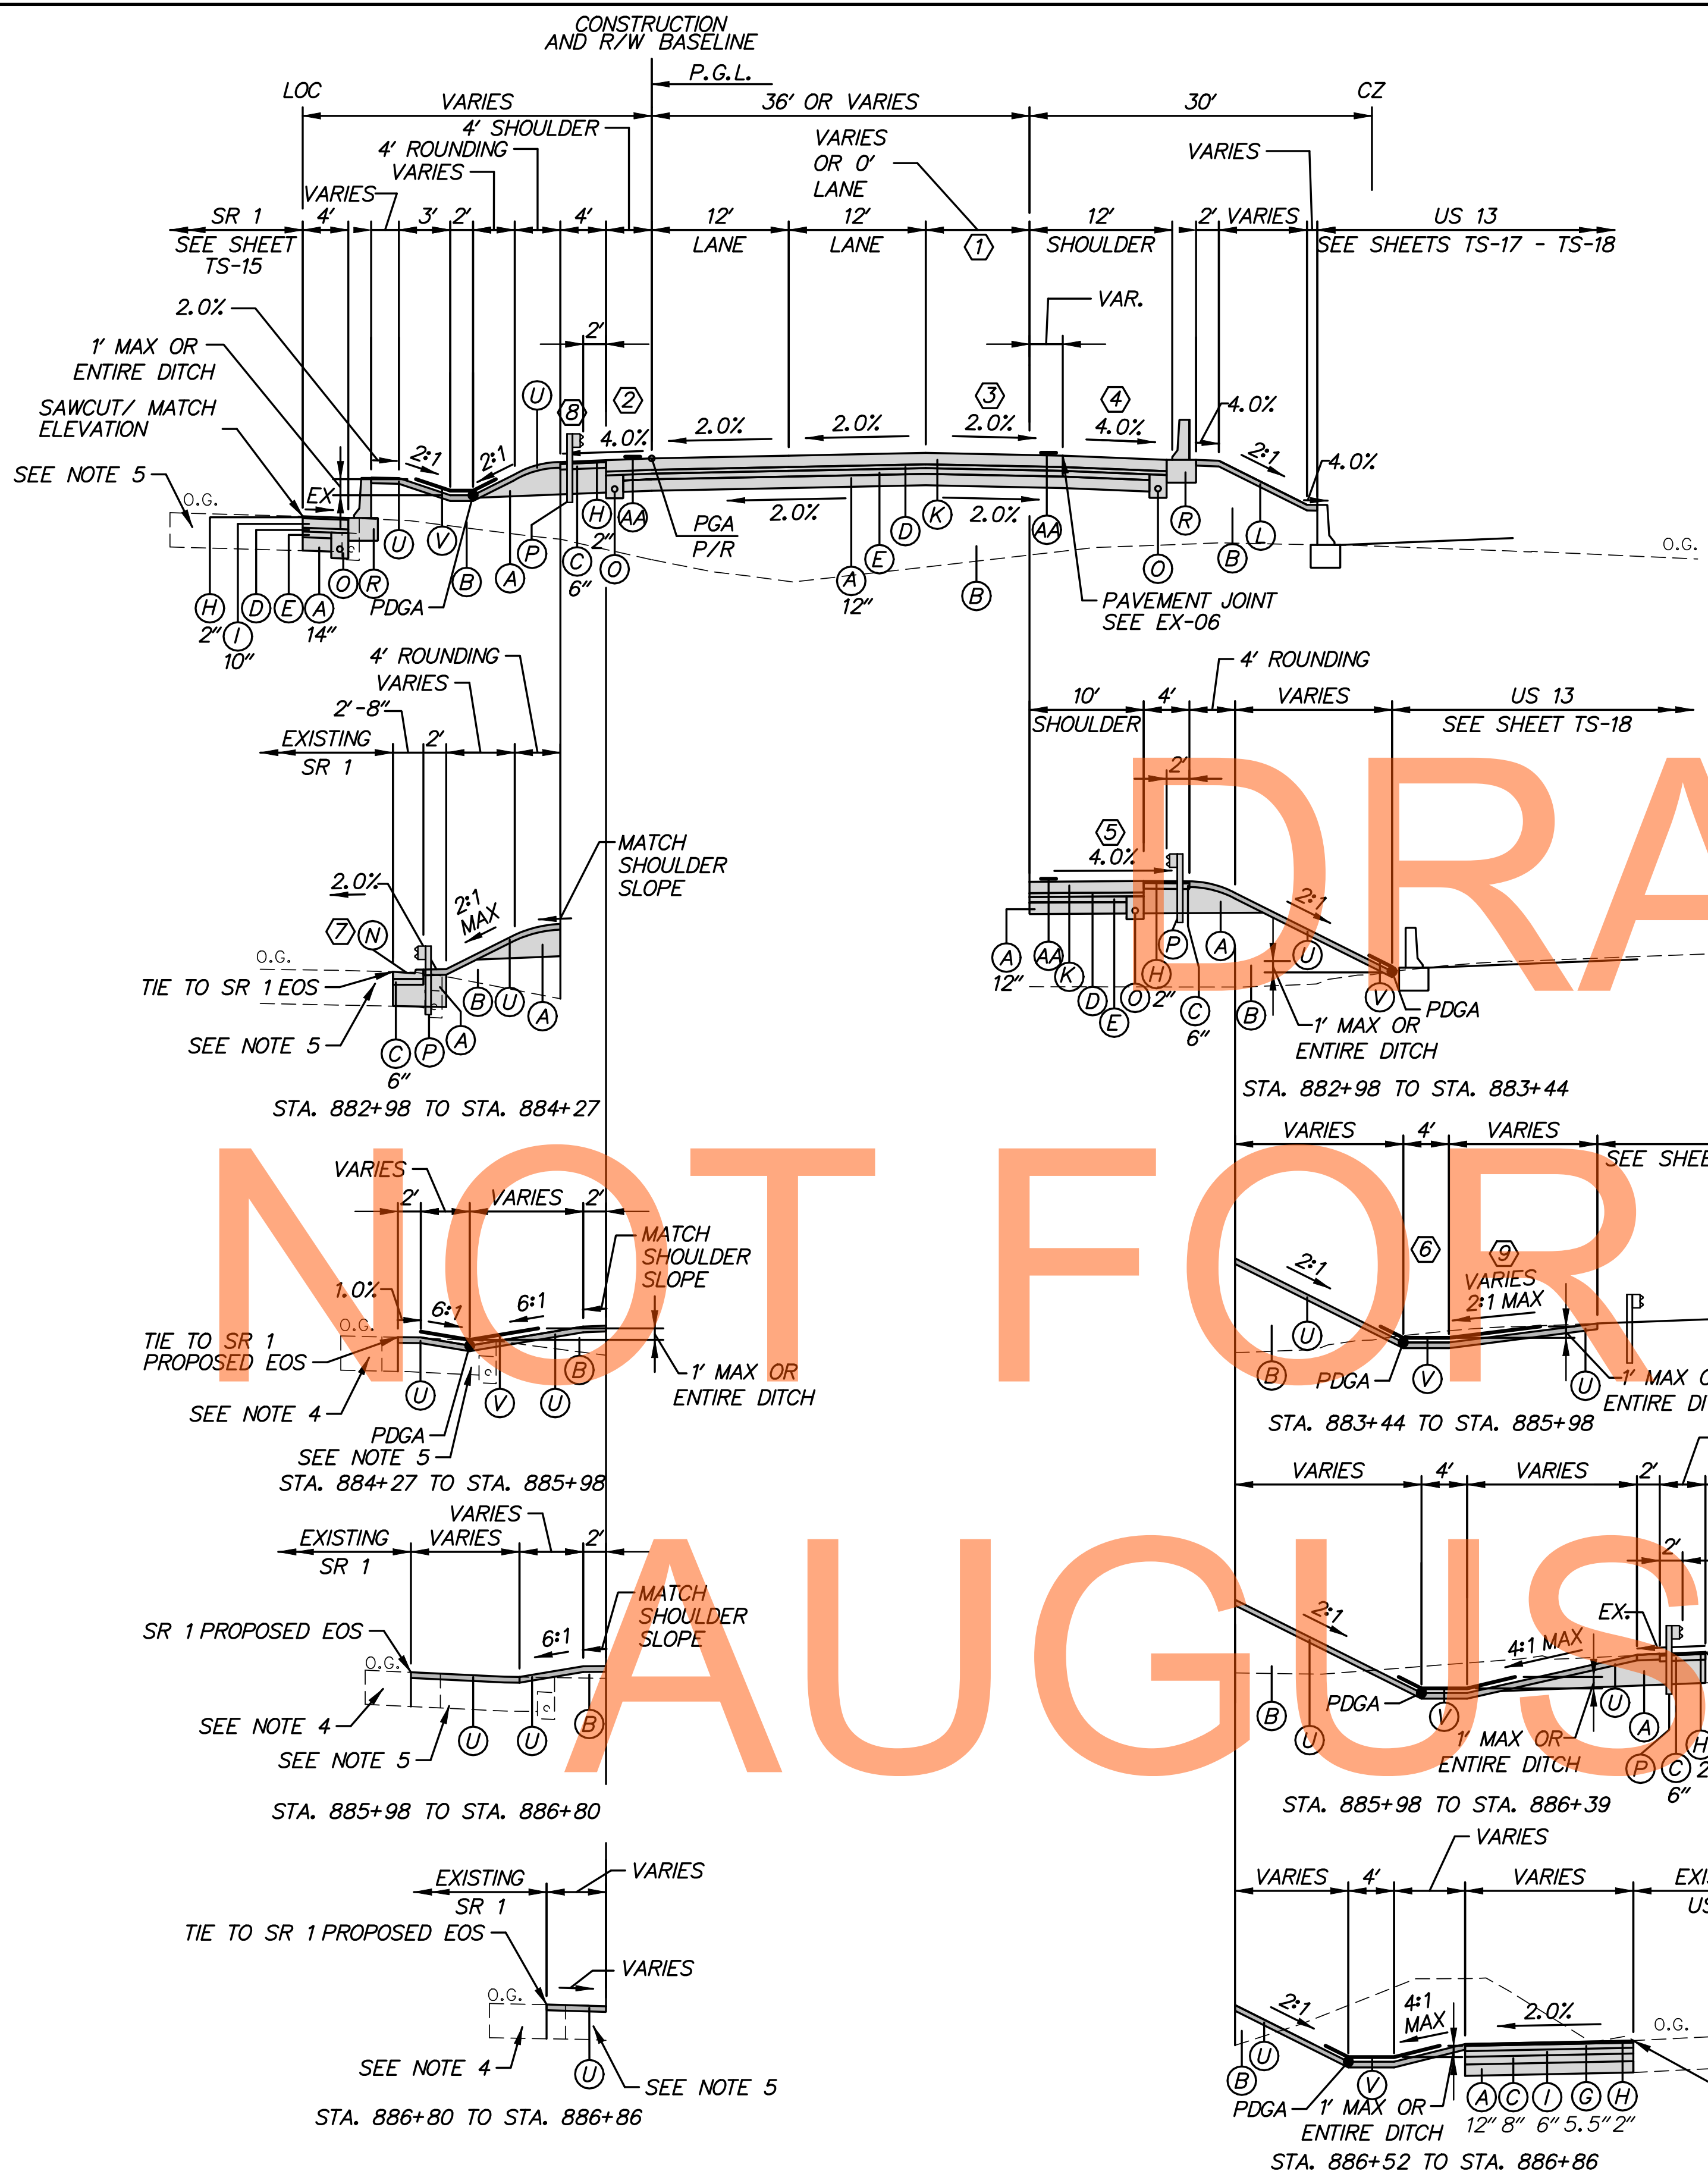 CONSTRUCTION
AND R/W BASELINE
P.G.L.
LOC
VARIES
36' OR VARIES
30'
CZ
4' SHOULDER
4' ROUNDING
VARIES
VARIES
VARIES
OR 0'
LANE
VARIES
SR 1
4'
3'
2'
4'
12'
12'
12'
2'
VARIES
US 13
SEE SHEET
TS-15
LANE
LANE
1
SHOULDER
SEE SHEETS TS-17 - TS-18
2.0%
VAR.
1' MAX OR
ENTIRE DITCH
2'
SAWCUT/ MATCH
ELEVATION
U
8
2
3
4
4.0%
SEE NOTE 5
2:1
2:1
4.0%
2.0%
2.0%
2.0%
4.0%
2:1
4.0%
O.G.
EX
H
2"
AA
PGA
P/R
2.0%
D
K
2.0%
AA
R
L
O.G.
U
V
B
A
P
C
6"
O
A
12"
E
B
O
B
H
2"
I
10"
D
E
A
14"
O
R
PDGA
PAVEMENT JOINT
SEE EX-06
4' ROUNDING
VARIES
2'-8"
EXISTING
SR 1
2'
MATCH
SHOULDER
SLOPE
2.0%
2:1
MAX
7
N
O.G.
TIE TO SR 1 EOS
B
U
A
SEE NOTE 5
C
6"
P
A
STA. 882+98 TO STA. 884+27
4' ROUNDING
10'
4'
VARIES
US 13
SHOULDER
SEE SHEET TS-18
2'
5
4.0%
2:1
A
12"
AA
K
D
E
O
H
2"
P
C
6"
A
B
U
V
PDGA
1' MAX OR
ENTIRE DITCH
STA. 882+98 TO STA. 883+44
DRA
NOT FOR
AUGUS
VARIES
2'
VARIES
2'
MATCH
SHOULDER
SLOPE
1.0%
6:1
6:1
O.G.
TIE TO SR 1
PROPOSED EOS
B
1' MAX OR
ENTIRE DITCH
SEE NOTE 4
U
V
U
PDGA
SEE NOTE 5
STA. 884+27 TO STA. 885+98
VARIES
4'
VARIES
2:1
6
9
VARIES
2:1 MAX
U
B
PDGA
V
U
STA. 883+44 TO STA. 885+98
VARIES
EXISTING
VARIES
2'
SR 1
MATCH
SHOULDER
SLOPE
SR 1 PROPOSED EOS
6:1
O.G.
SEE NOTE 4
B
SEE NOTE 5
U
U
STA. 885+98 TO STA. 886+80
VARIES
4'
VARIES
2'
2'
2:1
EX.
4:1 MAX
PDGA
B
U
V
U
A
1' MAX OR
ENTIRE DITCH
P
C
6"
STA. 885+98 TO STA. 886+39
EXISTING
VARIES
SR 1
TIE TO SR 1 PROPOSED EOS
VARIES
O.G.
SEE NOTE 4
U
SEE NOTE 5
STA. 886+80 TO STA. 886+86
VARIES
VARIES
4'
VARIES
2:1
4:1
MAX
2.0%
O.G.
U
B
V
A
C
I
G
H
PDGA
1' MAX OR
ENTIRE DITCH
12"
8"
6"
5.5"
2"
STA. 886+52 TO STA. 886+86